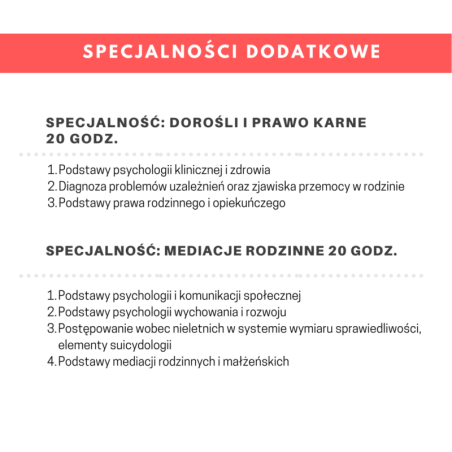 SPECJALNOŚCI DODATKOWE
SPECJALNOŚĆ: DOROŚLI I PRAWO KARNE
20 GODZ.
1. Podstawy psychologii klinicznej i zdrowia
2. Diagnoza problemów uzależnień oraz zjawiska przemocy w rodzinie
3. Podstawy prawa rodzinnego i opiekuńczego
SPECJALNOŚĆ: MEDIACJE RODZINNE 20 GODZ.
1. Podstawy psychologii i komunikacji społecznej
2. Podstawy psychologii wychowania i rozwoju
3. Postępowanie wobec nieletnich w systemie wymiaru sprawiedliwości,
elementy suicydologii
4. Podstawy mediacji rodzinnych i małżeńskich